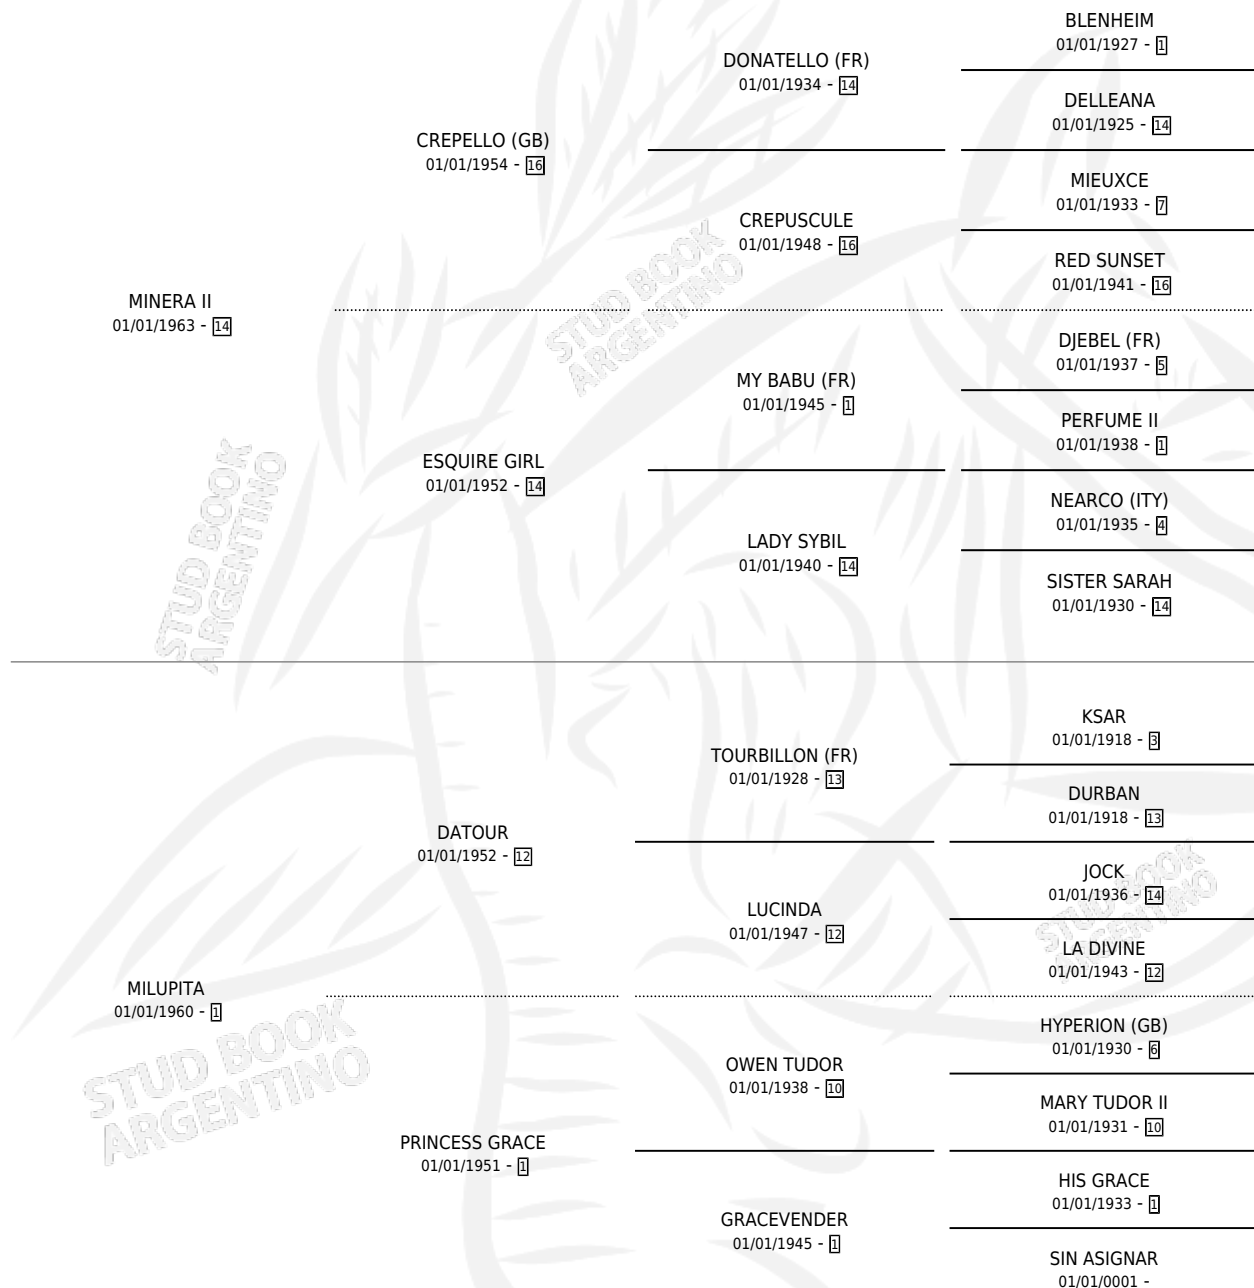 BLENHEIM
01/01/1927 - 1
DONATELLO (FR)
01/01/1934 - 14
DELLEANA
01/01/1925 - 14
CREPELLO (GB)
01/01/1954 - 16
MIEUXCE
01/01/1933 - 7
CREPUSCULE
01/01/1948 - 16
RED SUNSET
01/01/1941 - 16
MINERA II
01/01/1963 - 14
DJEBEL (FR)
01/01/1937 - 5
MY BABU (FR)
01/01/1945 - 1
PERFUME II
01/01/1938 - 1
ESQUIRE GIRL
01/01/1952 - 14
NEARCO (ITY)
01/01/1935 - 4
LADY SYBIL
01/01/1940 - 14
SISTER SARAH
01/01/1930 - 14
STUD BOOK
ARGENTINO
STUD BOOK
ARGENTINO
KSAR
01/01/1918 - 3
TOURBILLON (FR)
01/01/1928 - 13
DURBAN
01/01/1918 - 13
DATOUR
01/01/1952 - 12
JOCK
01/01/1936 - 14
LUCINDA
01/01/1947 - 12
LA DIVINE
01/01/1943 - 12
MILUPITA
01/01/1960 - 1
HYPERION (GB)
01/01/1930 - 6
OWEN TUDOR
01/01/1938 - 10
MARY TUDOR II
01/01/1931 - 10
PRINCESS GRACE
01/01/1951 - 1
HIS GRACE
01/01/1933 - 1
GRACEVENDER
01/01/1945 - 1
SIN ASIGNAR
01/01/0001 -
STUD BOOK
ARGENTINO
STUD BOOK
ARGENTINO